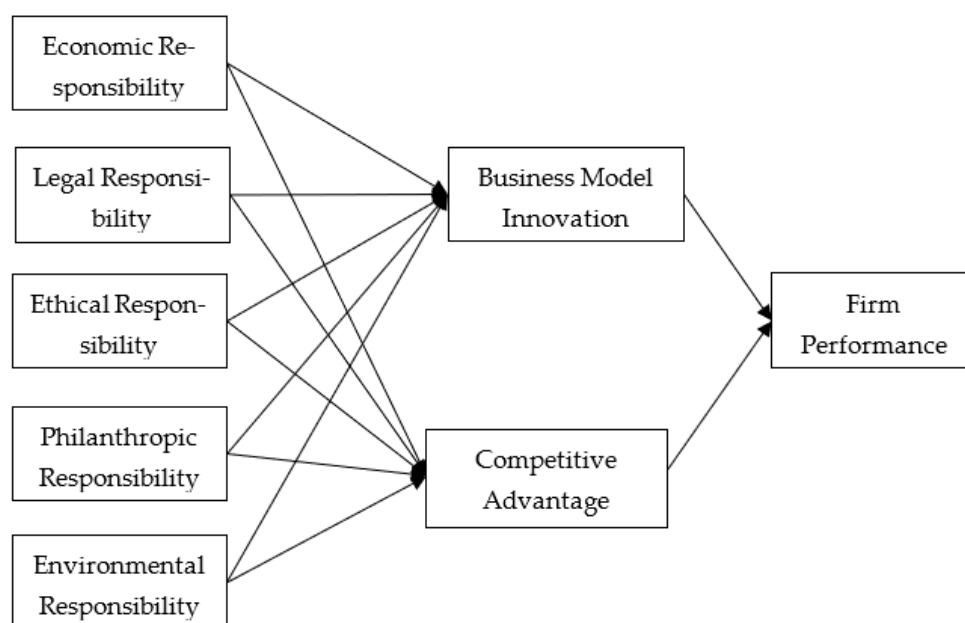 Economic Re-
sponsibility
Legal Responsi-
bility
Ethical Respon-
sibility
Philanthropic
Responsibility
Environmental
Responsibility
Business Model
Innovation
Competitive
Advantage
Firm
Performance